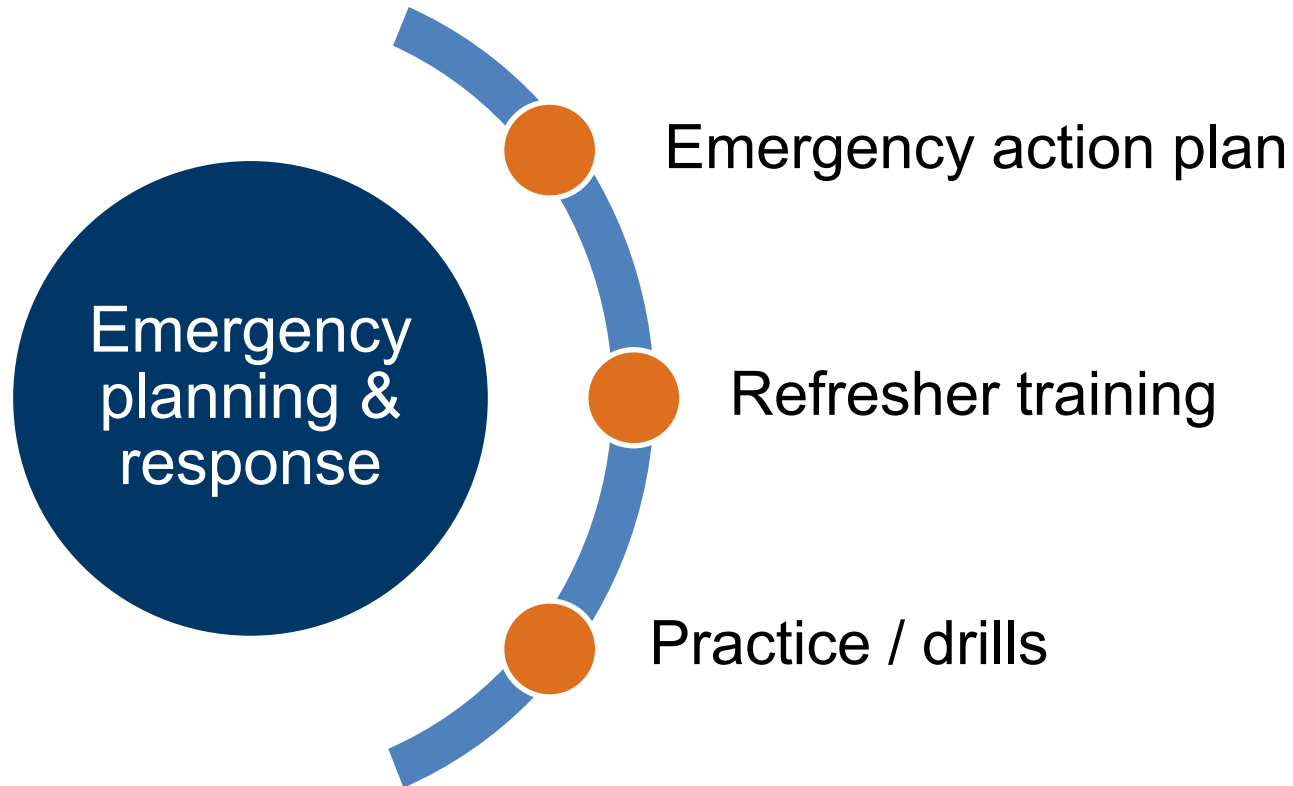 Emergency
planning &
response
Emergency action plan
Refresher training
Practice / drills